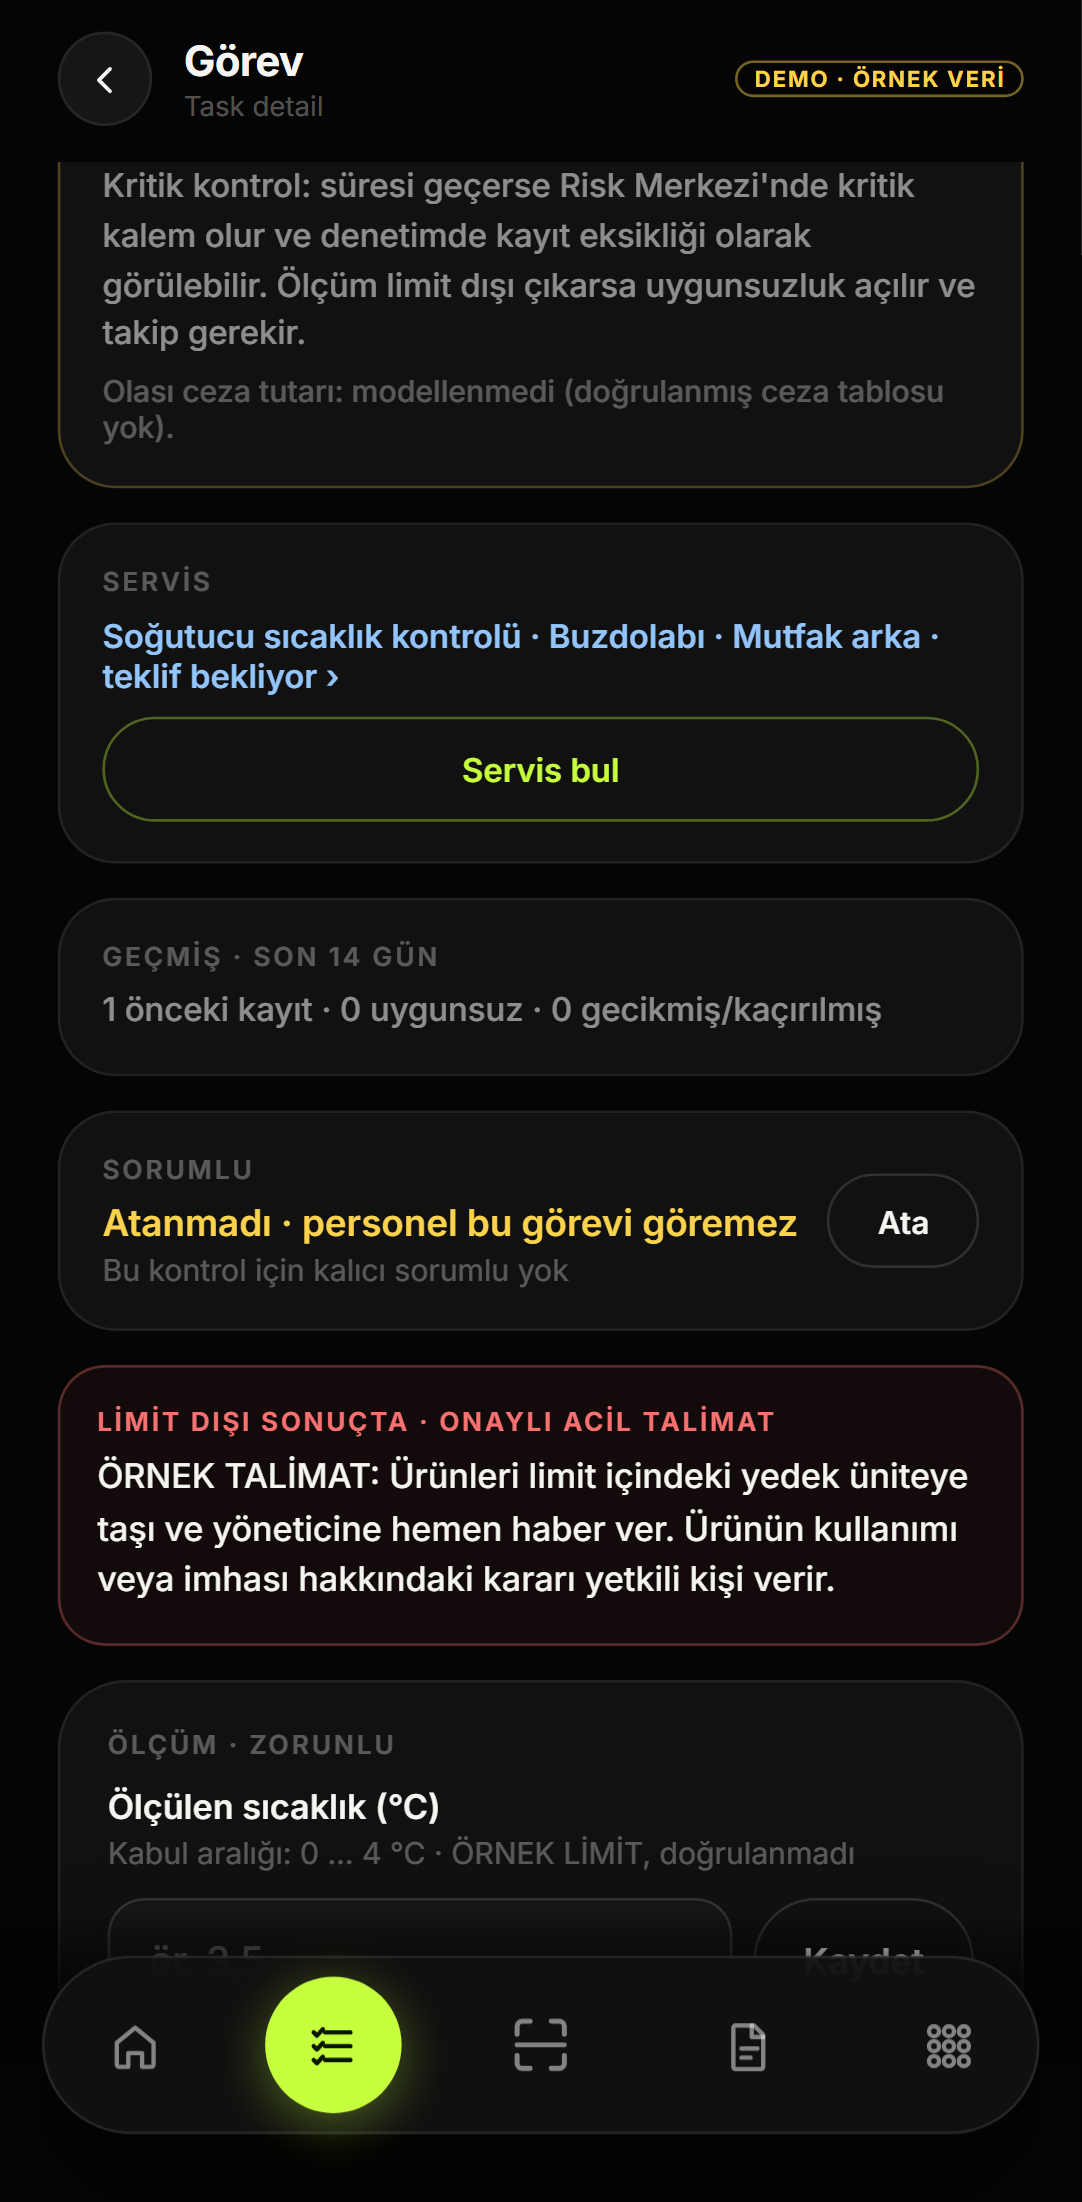 Görev
Task detail
DEMO · ÖRNEK VERİ
Kritik kontrol: süresi geçerse Risk Merkezi'nde kritik
kalem olur ve denetimde kayıt eksikliği olarak
görülebilir. Ölçüm limit dışı çıkarsa uygunsuzluk açılır ve
takip gerekir.
Olası ceza tutarı: modellenmedi (doğrulanmış ceza tablosu
yok).
SERVİS
Soğutucu sıcaklık kontrolü · Buzdolabı · Mutfak arka ·
teklif bekliyor ›
Servis bul
GEÇMİŞ · SON 14 GÜN
1 önceki kayıt · 0 uygunsuz · 0 gecikmiş/kaçırılmış
SORUMLU
Atanmadı · personel bu görevi göremez
Bu kontrol için kalıcı sorumlu yok
Ata
LİMİT DIŞI SONUÇTA · ONAYLI ACİL TALİMAT
ÖRNEK TALİMAT: Ürünleri limit içindeki yedek üniteye
taşı ve yöneticine hemen haber ver. Ürünün kullanımı
veya imhası hakkındaki kararı yetkili kişi verir.
ÖLÇÜM · ZORUNLU
Ölçülen sıcaklık (°C)
Kabul aralığı: 0 … 4 °C · ÖRNEK LİMİT, doğrulanmadı
ör. 3,5
Kaydet